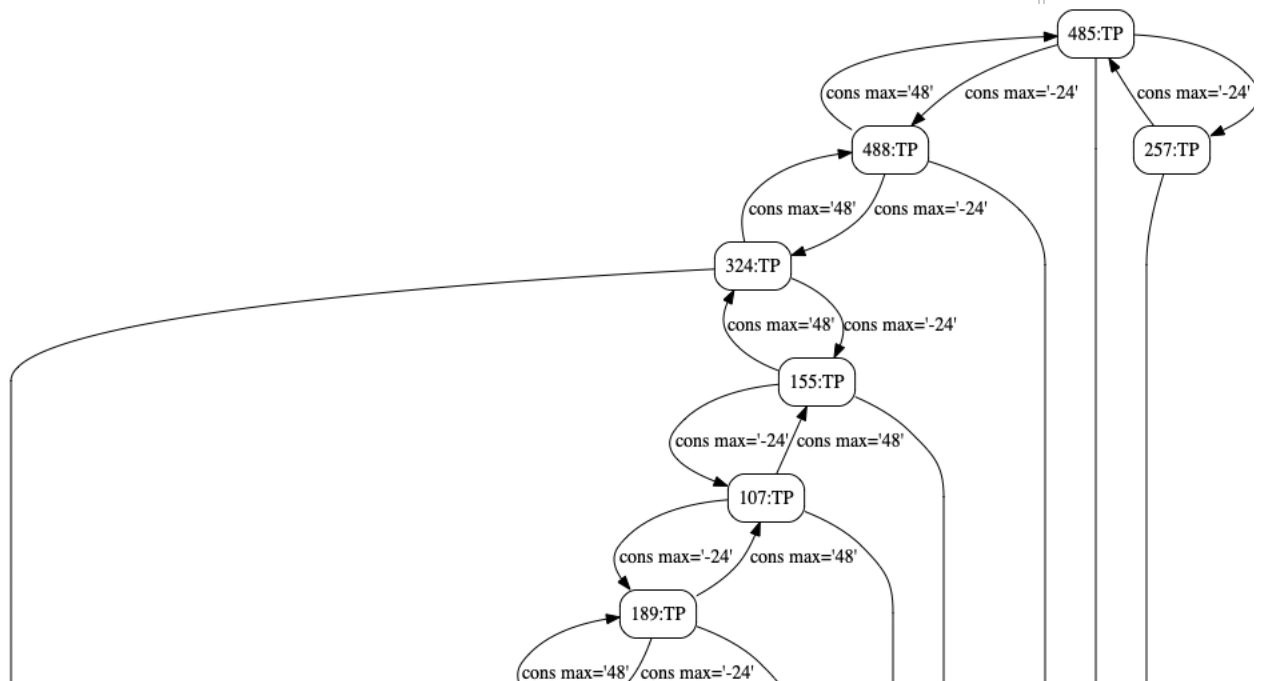 485:TP
cons max='48'
cons max='-24'
cons max='-24'
488:TP
257:TP
cons max='48'
cons max='-24'
324:TP
cons max='48'
cons max='-24'
155:TP
cons max='-24'
cons max='48'
107:TP
cons max='-24'
cons max='48'
189:TP
cons max='48'
cons max='-24'